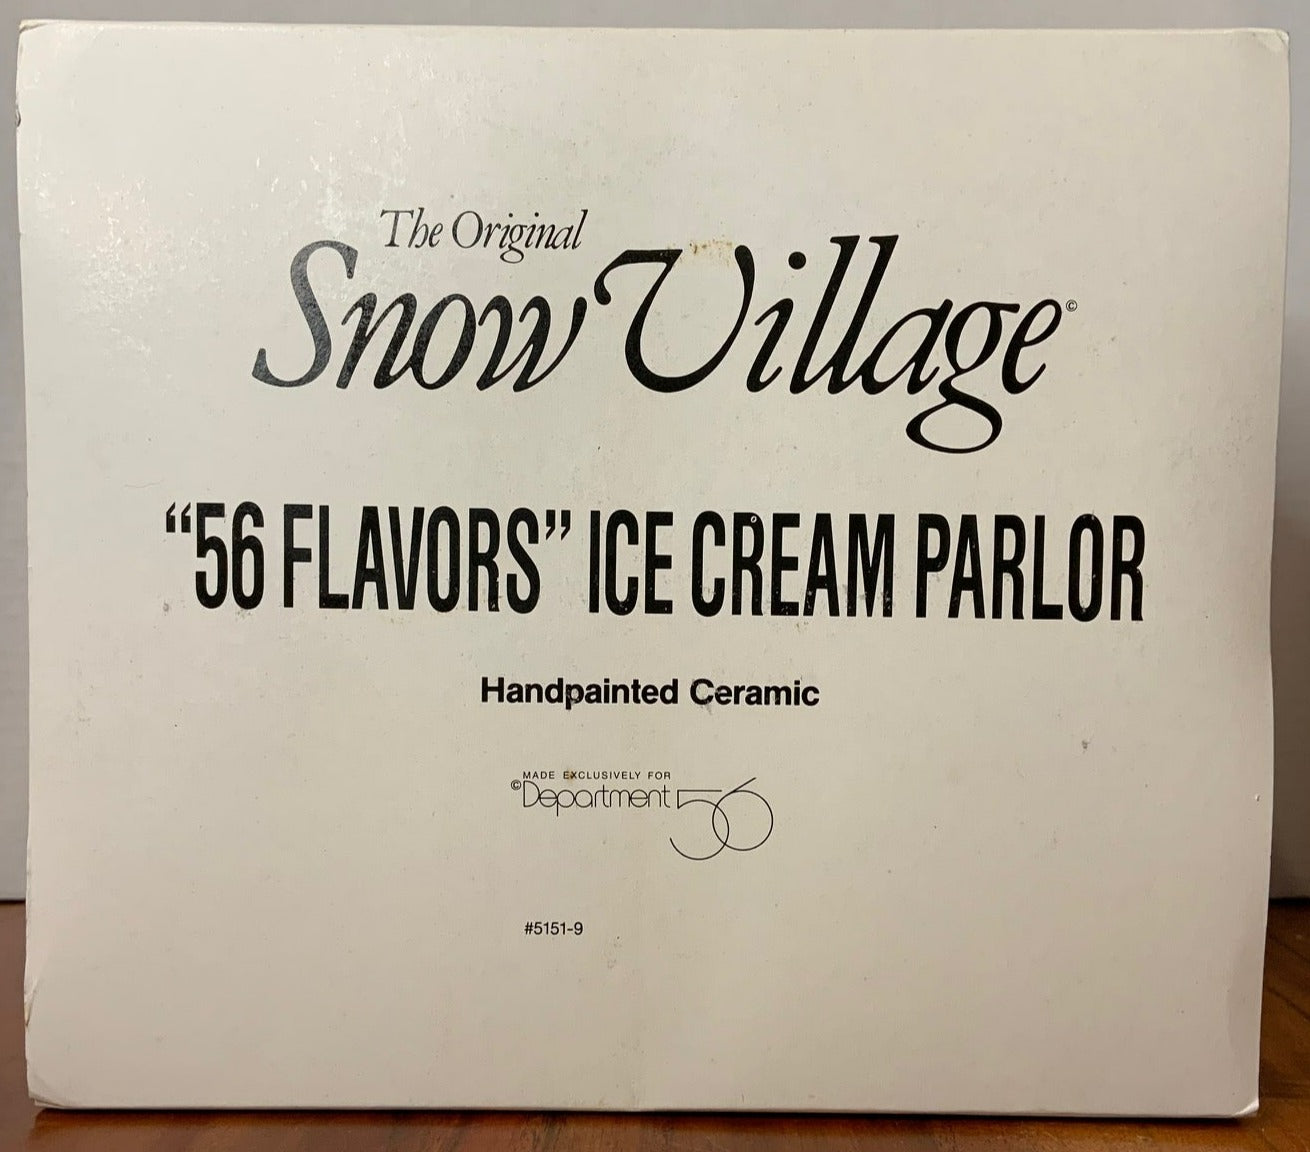 The Original
Snow Village©
“56 FLAVORS” ICE CREAM PARLOR
Handpainted Ceramic
MADE EXCLUSIVELY FOR
©Department 56
#5151-9